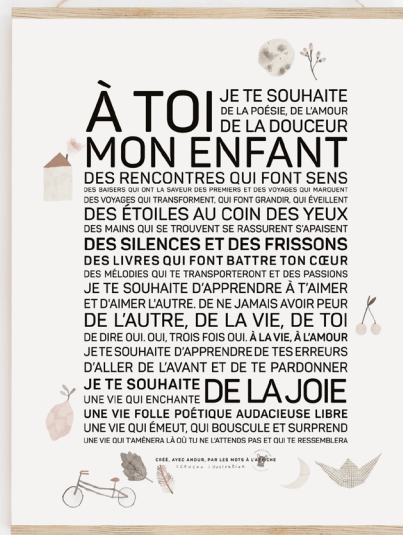 À TOI
JE TE SOUHAITE
DE LA POÉSIE, DE L'AMOUR
DE LA DOUCEUR
MON ENFANT
DES RENCONTRES QUI FONT SENS
DES BAISERS QUI ONT LA SAVEUR DES PREMIERS ET DES VOYAGES QUI MARQUENT
DES VOYAGES QUI TRANSFORMENT, QUI FONT GRANDIR, QUI ÉVEILLENT
DES ÉTOILES AU COIN DES YEUX
DES MAINS QUI SE TROUVENT SE RASSURENT S'APAISENT
DES SILENCES ET DES FRISSONS
DES LIVRES QUI FONT BATTRE TON CŒUR
DES MÉLODIES QUI TE TRANSPORTERONT ET DES PASSIONS
JE TE SOUHAITE D'APPRENDRE À T'AIMER
ET D'AIMER L'AUTRE. DE NE JAMAIS AVOIR PEUR
DE L'AUTRE, DE LA VIE, DE TOI
DE DIRE OUI. OUI, TROIS FOIS OUI. À LA VIE, À L'AMOUR
JE TE SOUHAITE D'APPRENDRE DE TES ERREURS
D'ALLER DE L'AVANT ET DE TE PARDONNER
JE TE SOUHAITE
UNE VIE QUI ENCHANTE
DE LA JOIE
UNE VIE FOLLE POÉTIQUE AUDACIEUSE LIBRE
UNE VIE QUI ÉMEUT, QUI BOUSCULE ET SURPREND
UNE VIE QUI T'AMÈNERA LÀ OÙ TU NE L'ATTENDS PAS ET QUI TE RESSEMBLERA
CRÉÉ, AVEC AMOUR, PAR LES MOTS À L'AFFICHE